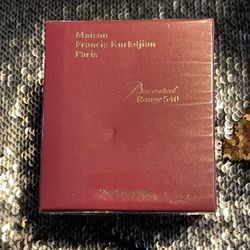 Maison
Francis Kurkdjian
Paris
Baccarat
Rouge 540